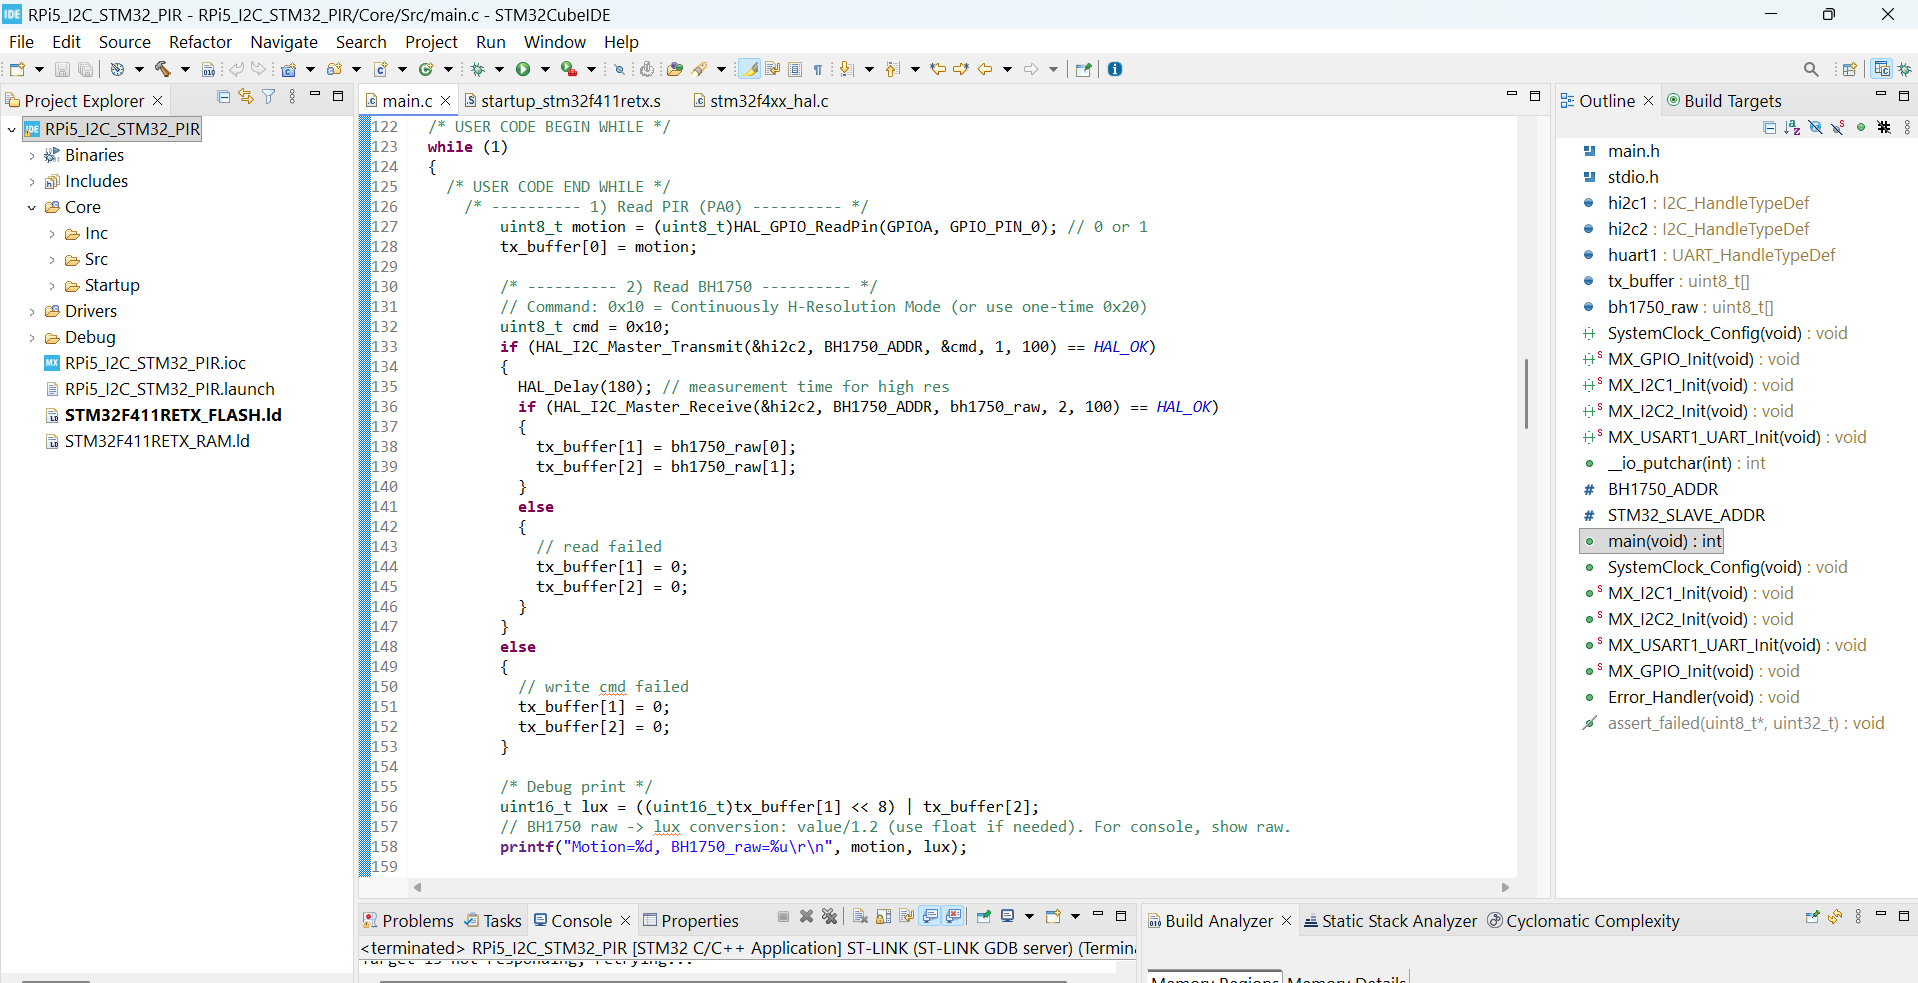 IDE RPi5_I2C_STM32_PIR - RPi5_I2C_STM32_PIR/Core/Src/main.c - STM32CubeIDE
File Edit Source Refactor Navigate Search Project Run Window Help
Project Explorer
RPi5_I2C_STM32_PIR
Binaries
Includes
Core
Inc
Src
Startup
Drivers
Debug
RPi5_I2C_STM32_PIR.ioc
RPi5_I2C_STM32_PIR.launch
STM32F411RETX_FLASH.ld
STM32F411RETX_RAM.ld
main.c startup_stm32f411retx.s stm32f4xx_hal.c
122 /* USER CODE BEGIN WHILE */
123 while (1)
124 {
125 /* USER CODE END WHILE */
126 /* ---------- 1) Read PIR (PA0) ---------- */
127 uint8_t motion = (uint8_t)HAL_GPIO_ReadPin(GPIOA, GPIO_PIN_0); // 0 or 1
128 tx_buffer[0] = motion;
129
130 /* ---------- 2) Read BH1750 ---------- */
131 // Command: 0x10 = Continuously H-Resolution Mode (or use one-time 0x20)
132 uint8_t cmd = 0x10;
133 if (HAL_I2C_Master_Transmit(&hi2c2, BH1750_ADDR, &cmd, 1, 100) == HAL_OK)
134 {
135 HAL_Delay(180); // measurement time for high res
136 if (HAL_I2C_Master_Receive(&hi2c2, BH1750_ADDR, bh1750_raw, 2, 100) == HAL_OK)
137 {
138 tx_buffer[1] = bh1750_raw[0];
139 tx_buffer[2] = bh1750_raw[1];
140 }
141 else
142 {
143 // read failed
144 tx_buffer[1] = 0;
145 tx_buffer[2] = 0;
146 }
147 }
148 else
149 {
150 // write cmd failed
151 tx_buffer[1] = 0;
152 tx_buffer[2] = 0;
153 }
154
155 /* Debug print */
156 uint16_t lux = ((uint16_t)tx_buffer[1] << 8) | tx_buffer[2];
157 // BH1750 raw -> lux conversion: value/1.2 (use float if needed). For console, show raw.
158 printf("Motion=%d, BH1750_raw=%u\r\n", motion, lux);
159
Outline Build Targets
main.h
stdio.h
hi2c1 : I2C_HandleTypeDef
hi2c2 : I2C_HandleTypeDef
huart1 : UART_HandleTypeDef
tx_buffer : uint8_t[]
bh1750_raw : uint8_t[]
SystemClock_Config(void) : void
MX_GPIO_Init(void) : void
MX_I2C1_Init(void) : void
MX_I2C2_Init(void) : void
MX_USART1_UART_Init(void) : void
__io_putchar(int) : int
BH1750_ADDR
STM32_SLAVE_ADDR
main(void) : int
SystemClock_Config(void) : void
MX_I2C1_Init(void) : void
MX_I2C2_Init(void) : void
MX_USART1_UART_Init(void) : void
MX_GPIO_Init(void) : void
Error_Handler(void) : void
assert_failed(uint8_t*, uint32_t) : void
Problems Tasks Console Properties
<terminated> RPi5_I2C_STM32_PIR [STM32 C/C++ Application] ST-LINK (ST-LINK GDB server) (Termina
Target is not responding, retrying...
Build Analyzer Static Stack Analyzer Cyclomatic Complexity
Memory Regions Memory Details